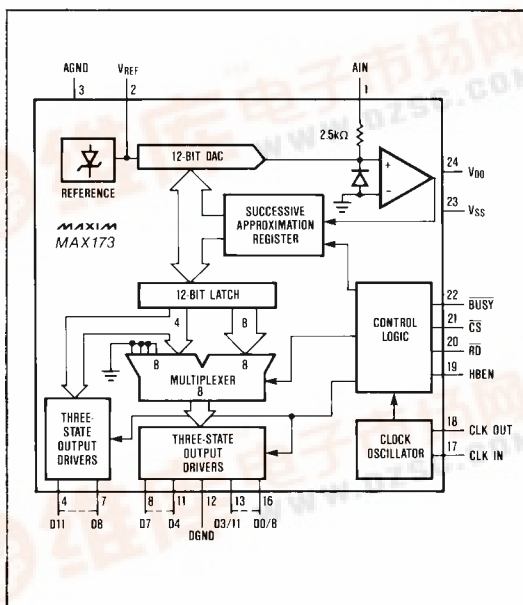 AGND
VREF
AIN
3
2
1
2.5kΩ
12-BIT DAC
+
-
24
VDD
23
VSS
REFERENCE
MAXIM
MAX173
SUCCESSIVE
APPROXIMATION
REGISTER
12-BIT LATCH
4
8
22
BUSY
21
CS
20
RD
19
HBEN
CONTROL
LOGIC
8
8
MULTIPLEXER
8
THREE-
STATE
OUTPUT
DRIVERS
THREE-STATE
OUTPUT
DRIVERS
CLOCK
OSCILLATOR
18
CLK OUT
17
CLK IN
4
7
8
11
12
13
16
D11
D8
D7
D4
DGND
D3/11
D0/8
WWW.DZSC.COM